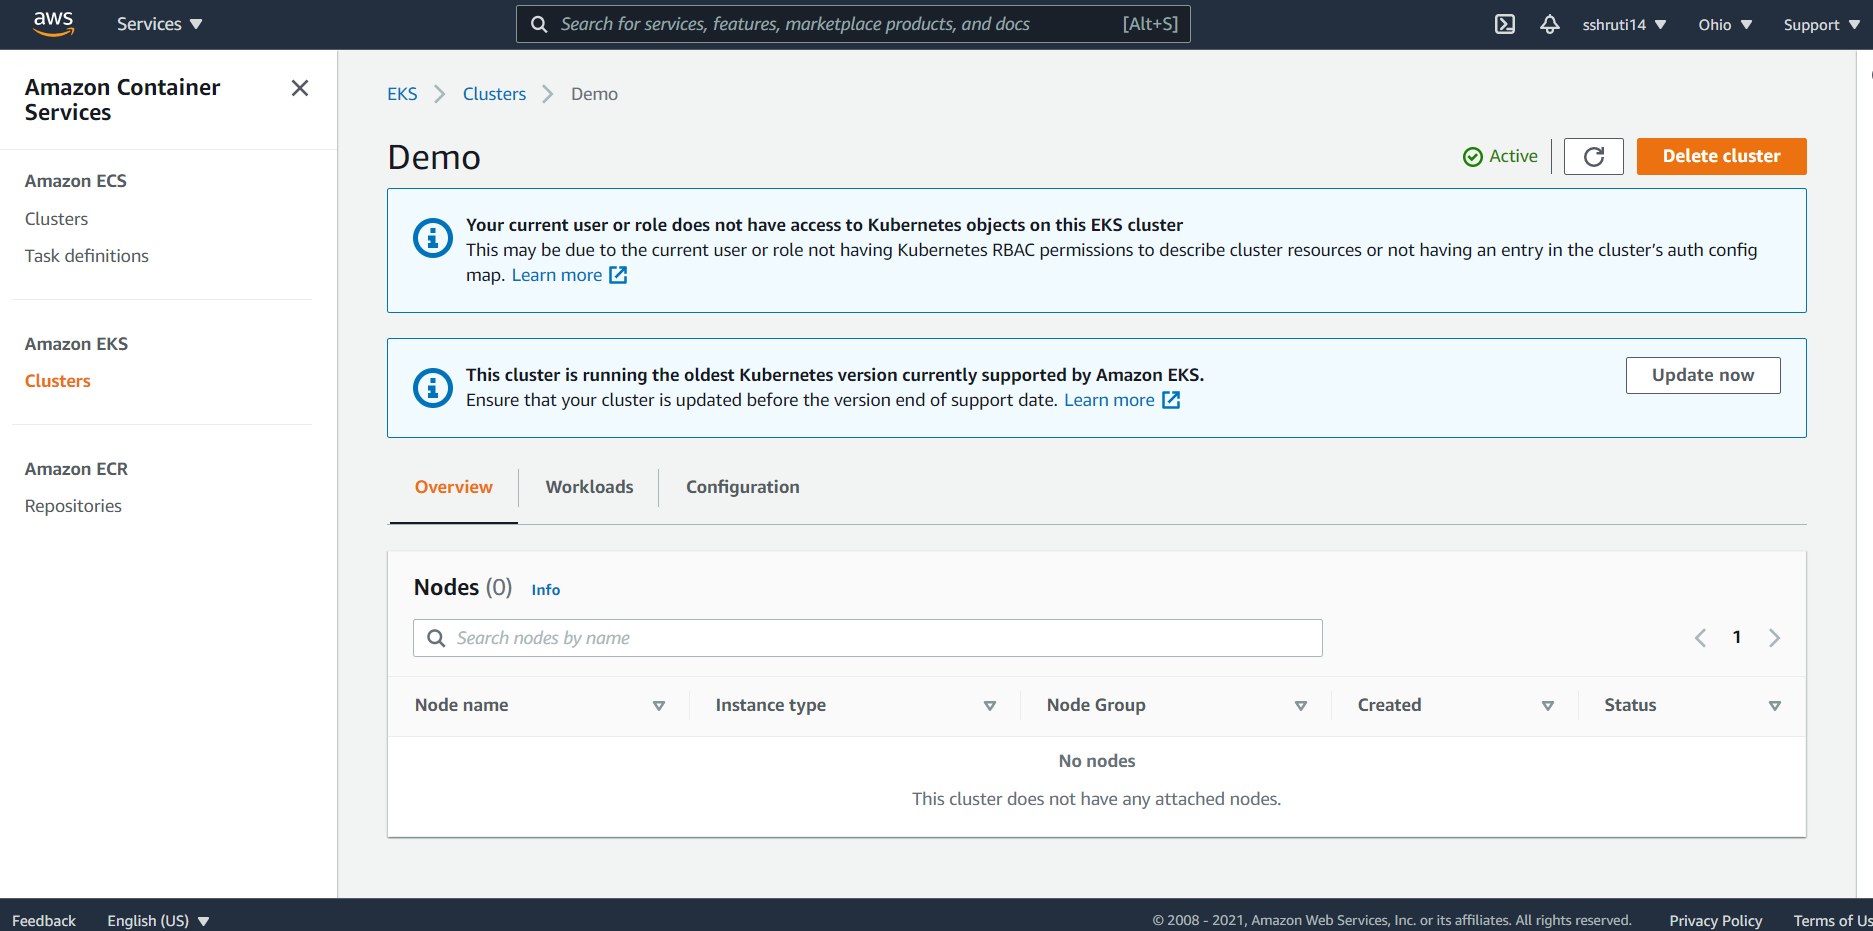 aws
Services
Search for services, features, marketplace products, and docs
[Alt+S]
sshruti14
Ohio
Support
Amazon Container
Services
Amazon ECS
Clusters
Task definitions
Amazon EKS
Clusters
Amazon ECR
Repositories
EKS
Clusters
Demo
Demo
Active
Delete cluster
Your current user or role does not have access to Kubernetes objects on this EKS cluster
This may be due to the current user or role not having Kubernetes RBAC permissions to describe cluster resources or not having an entry in the cluster’s auth config
map. Learn more
This cluster is running the oldest Kubernetes version currently supported by Amazon EKS.
Ensure that your cluster is updated before the version end of support date. Learn more
Update now
Overview
Workloads
Configuration
Nodes (0) Info
Search nodes by name
1
Node name
Instance type
Node Group
Created
Status
No nodes
This cluster does not have any attached nodes.
Feedback
English (US)
© 2008 - 2021, Amazon Web Services, Inc. or its affiliates. All rights reserved.
Privacy Policy
Terms of Us